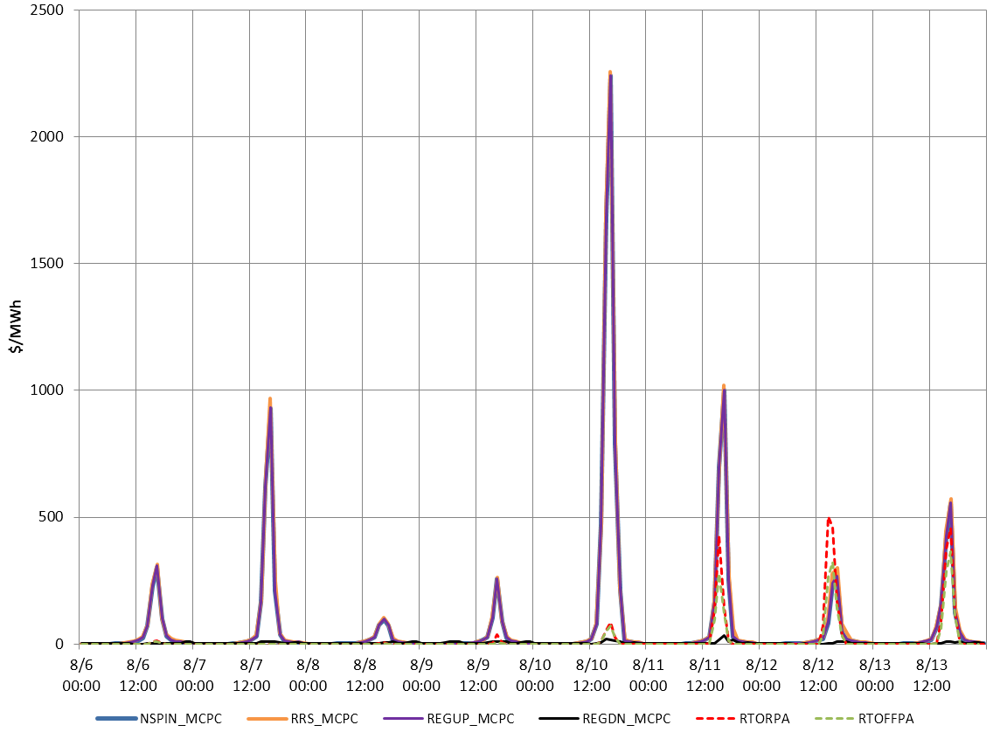 2500
2000
1500
1000
500
0
$/MWh
8/6 8/6 8/7 8/7 8/8 8/8 8/9 8/9 8/10 8/10 8/11 8/11 8/12 8/12 8/13 8/13
00:00 12:00 00:00 12:00 00:00 12:00 00:00 12:00 00:00 12:00 00:00 12:00 00:00 12:00 00:00 12:00
NSPIN_MCPC RRS_MCPC REGUP_MCPC REGDN_MCPC RTORPA RTOFFPA